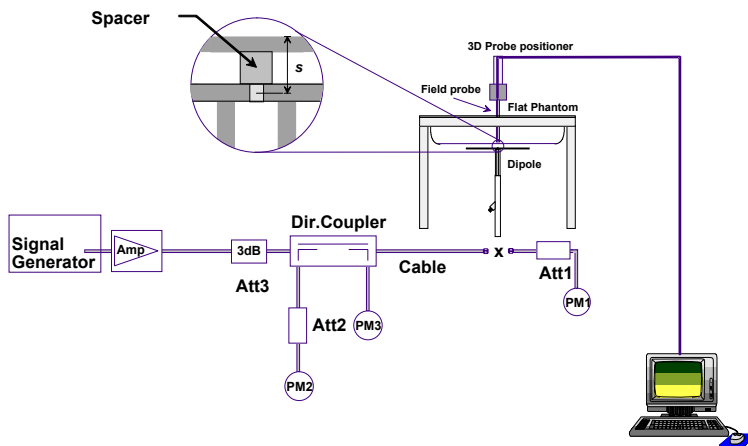 Spacer
s
3D Probe positioner
Field probe
Flat Phantom
Dipole
Dir.Coupler
Signal
Generator
Amp
3dB
Cable
x
Att1
Att3
PM1
Att2
PM3
PM2